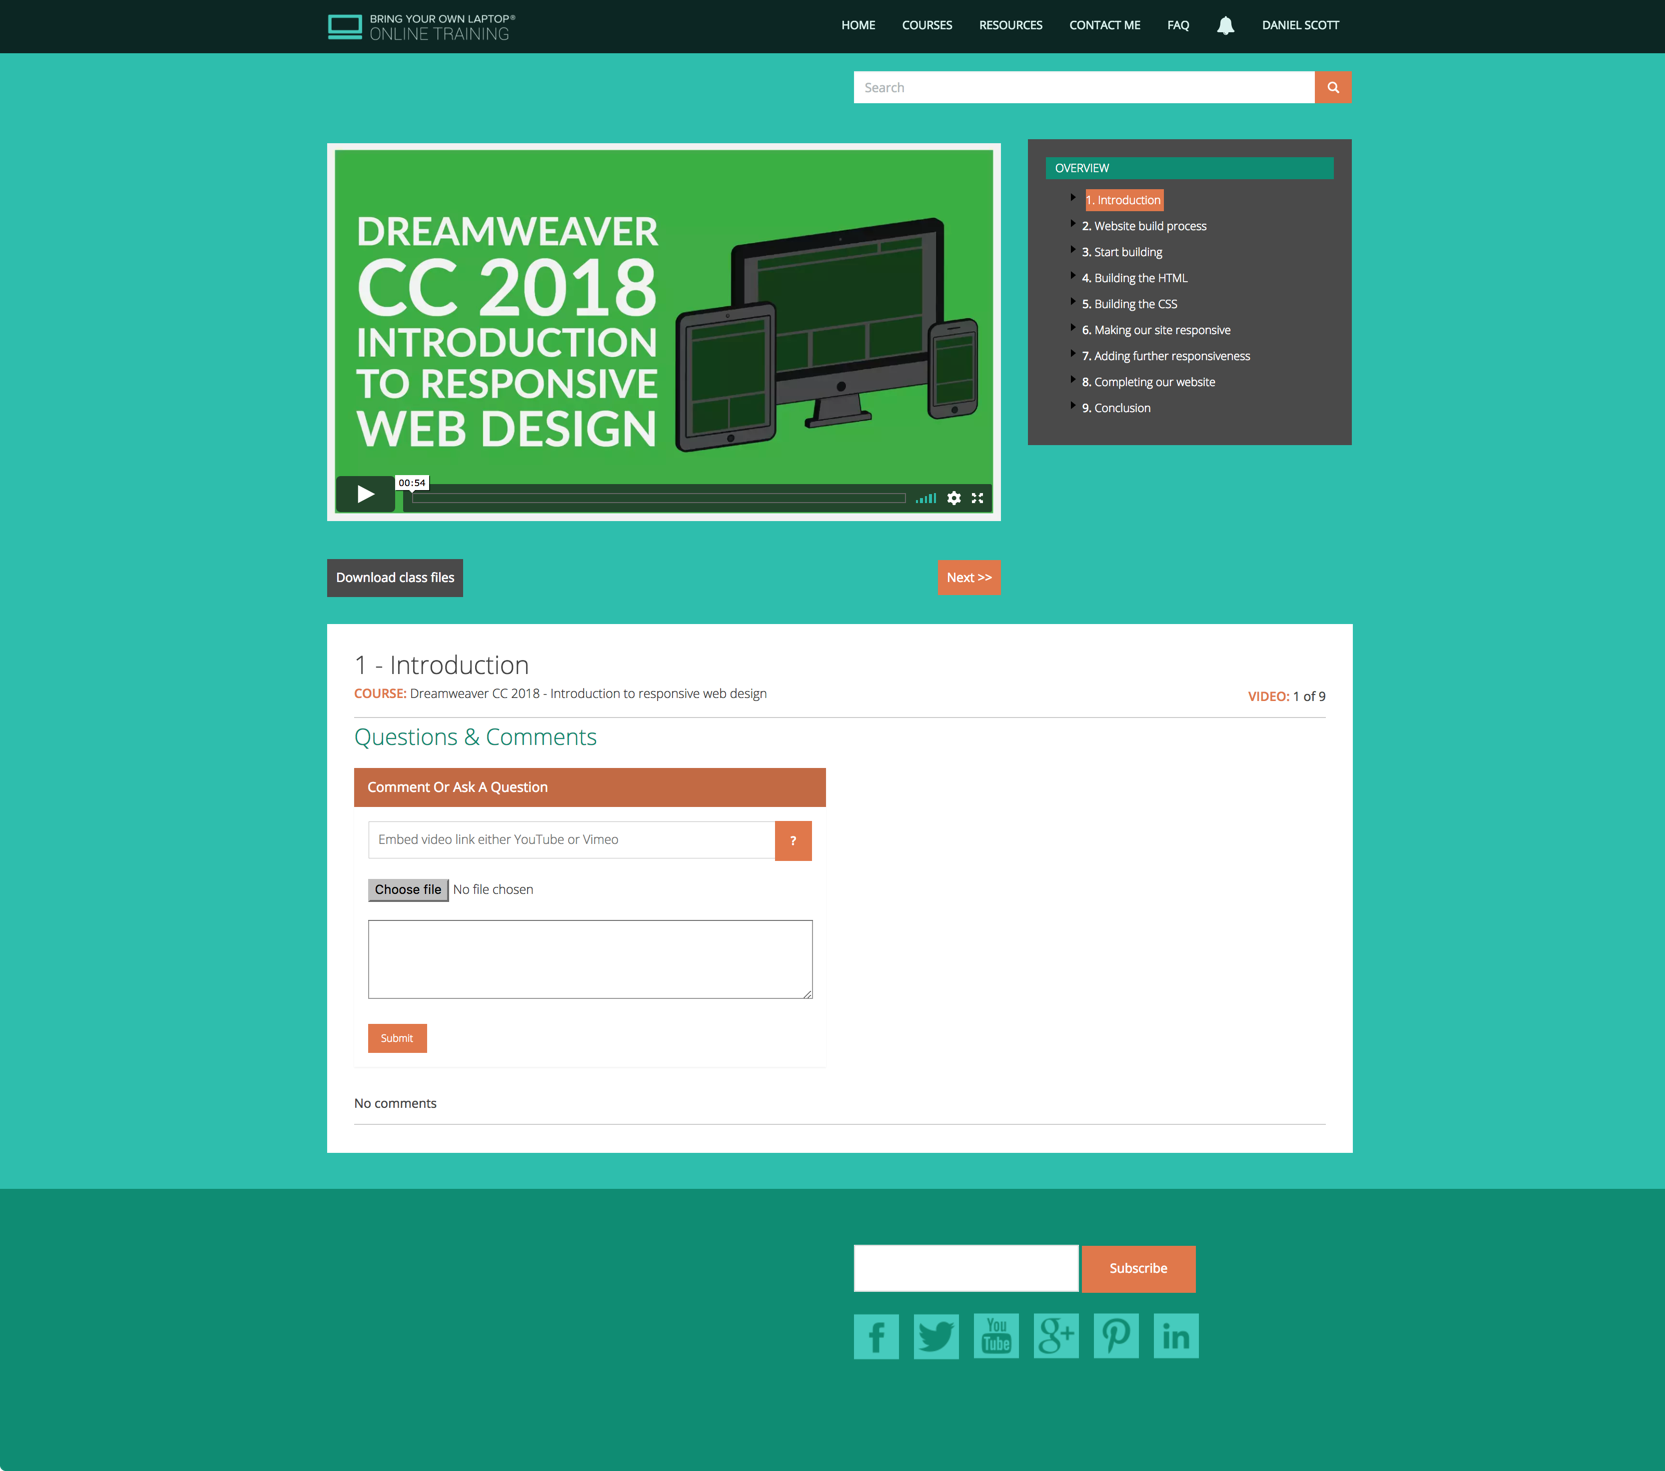 BRING YOUR OWN LAPTOP®
ONLINE TRAINING
HOME
COURSES
RESOURCES
CONTACT ME
FAQ
DANIEL SCOTT
Search
DREAMWEAVER
CC 2018
INTRODUCTION
TO RESPONSIVE
WEB DESIGN
00:54
OVERVIEW
1. Introduction
2. Website build process
3. Start building
4. Building the HTML
5. Building the CSS
6. Making our site responsive
7. Adding further responsiveness
8. Completing our website
9. Conclusion
Download class files
Next >>
1 - Introduction
COURSE: Dreamweaver CC 2018 - Introduction to responsive web design
VIDEO: 1 of 9
Questions & Comments
Comment Or Ask A Question
Embed video link either YouTube or Vimeo
?
Choose file No file chosen
Submit
No comments
Subscribe
f
You
Tube
g+
in